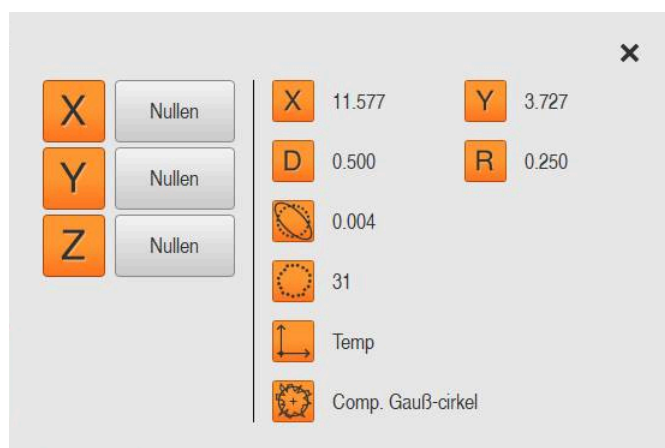 X Nullen
Y Nullen
Z Nullen
X 11.577 Y 3.727
D 0.500 R 0.250
0.004
31
Temp
Comp. Gauß-cirkel